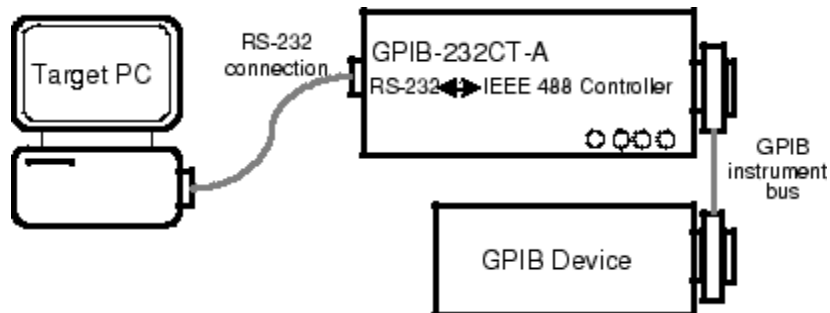 Target PC
RS-232
connection
GPIB-232CT-A
RS-232 IEEE 488 Controller
GPIB
instrument
bus
GPIB Device